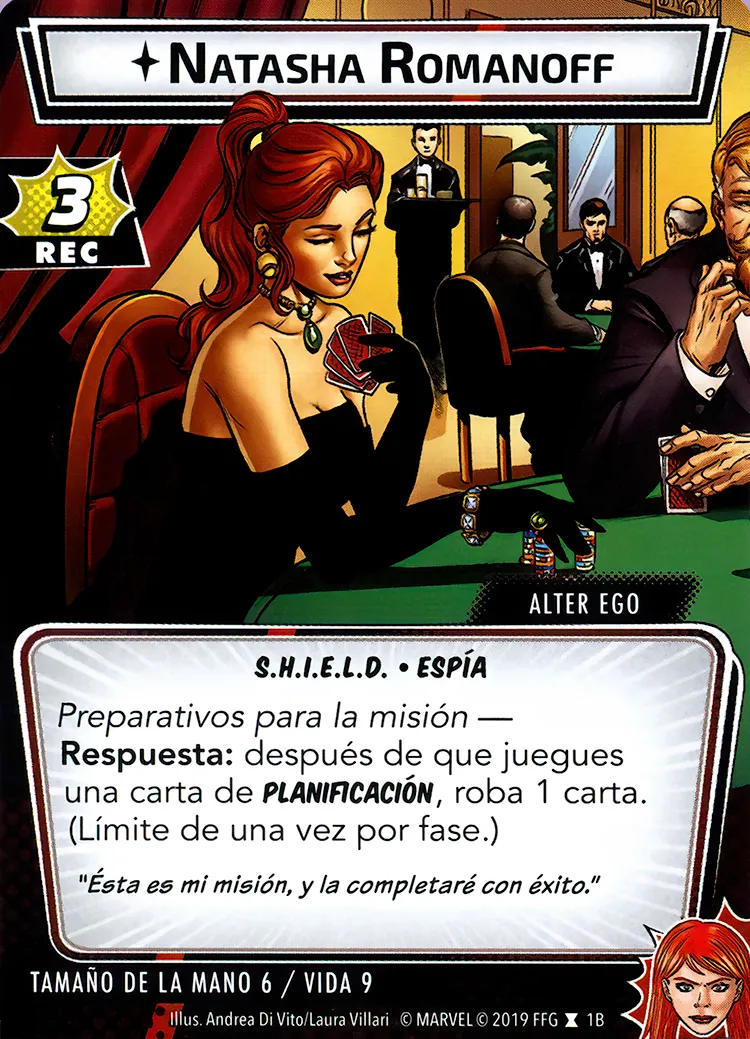 NATASHA ROMANOFF
3
REC
ALTER EGO
S.H.I.E.L.D. • ESPÍA
Preparativos para la misión —
Respuesta: después de que juegues
una carta de PLANIFICACIÓN, roba 1 carta.
(Límite de una vez por fase.)
"Ésta es mi misión, y la completaré con éxito."
TAMAÑO DE LA MANO 6 / VIDA 9
Illus. Andrea Di Vito/Laura Villari © MARVEL © 2019 FFG 1B